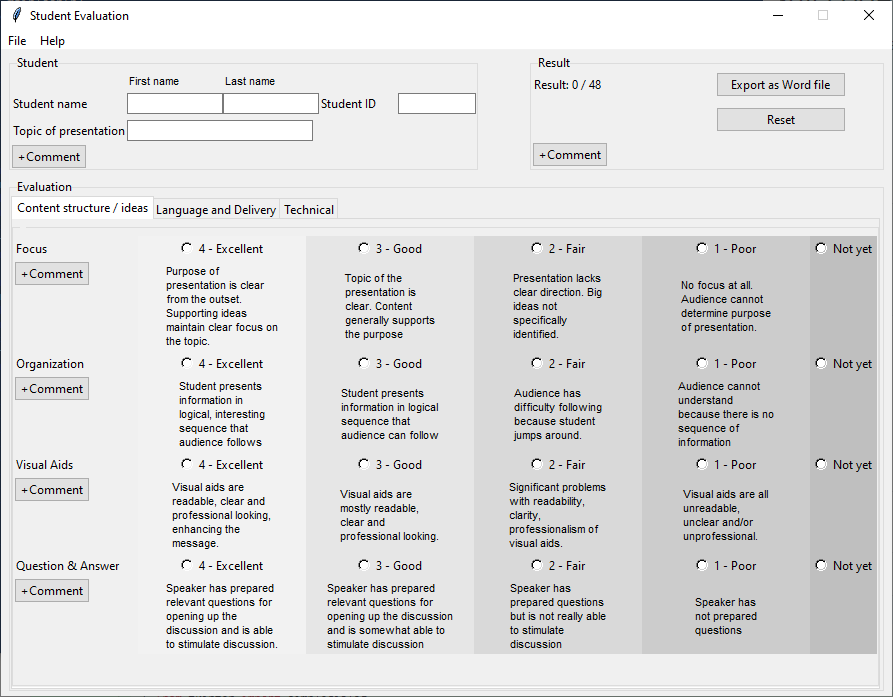 Student Evaluation
File Help
Student
First name Last name
Student name Student ID
Topic of presentation
+Comment
Result
Result: 0 / 48
Export as Word file
Reset
+Comment
Evaluation
Content structure / ideas Language and Delivery Technical
Focus
+Comment
4 - Excellent
Purpose of
presentation is clear
from the outset.
Supporting ideas
maintain clear focus on
the topic.
3 - Good
Topic of the
presentation is
clear. Content
generally supports
the purpose
2 - Fair
Presentation lacks
clear direction. Big
ideas not
specifically
identified.
1 - Poor
No focus at all.
Audience cannot
determine purpose
of presentation.
Not yet
Organization
+Comment
4 - Excellent
Student presents
information in
logical, interesting
sequence that
audience follows
3 - Good
Student presents
information in logical
sequence that
audience can follow
2 - Fair
Audience has
difficulty following
because student
jumps around.
1 - Poor
Audience cannot
understand
because there is no
sequence of
information
Not yet
Visual Aids
+Comment
4 - Excellent
Visual aids are
readable, clear and
professional looking,
enhancing the
message.
3 - Good
Visual aids are
mostly readable,
clear and
professional looking.
2 - Fair
Significant problems
with readability,
clarity,
professionalism of
visual aids.
1 - Poor
Visual aids are all
unreadable,
unclear and/or
unprofessional.
Not yet
Question & Answer
+Comment
4 - Excellent
Speaker has prepared
relevant questions for
opening up the
discussion and is able
to stimulate discussion.
3 - Good
Speaker has prepared
relevant questions for
opening up the discussion
and is somewhat able to
stimulate discussion
2 - Fair
Speaker has
prepared questions
but is not really able
to stimulate
discussion
1 - Poor
Speaker has
not prepared
questions
Not yet